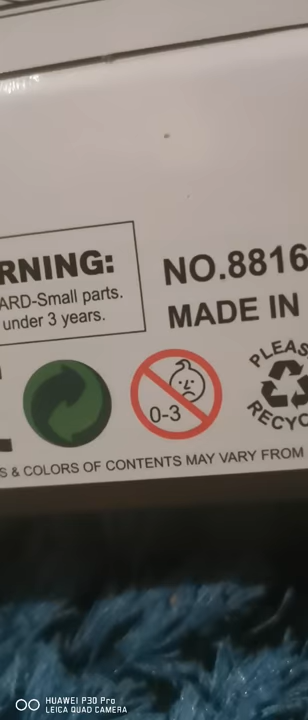 RNING:
ARD-Small parts.
under 3 years.
NO.8816
MADE IN
0-3
PLEAS
RECYC
S & COLORS OF CONTENTS MAY VARY FROM
HUAWEI P30 Pro
LEICA QUAD CAMERA